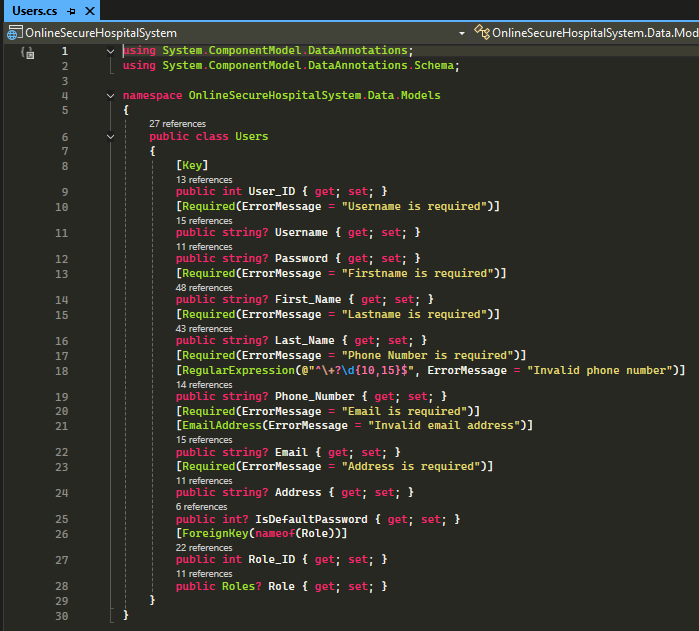 Users.cs
OnlineSecureHospitalSystem
OnlineSecureHospitalSystem.Data.Mod
1 using System.ComponentModel.DataAnnotations;
2 using System.ComponentModel.DataAnnotations.Schema;
3
4 namespace OnlineSecureHospitalSystem.Data.Models
5 {
27 references
6 public class Users
7 {
8 [Key]
13 references
9 public int User_ID { get; set; }
10 [Required(ErrorMessage = "Username is required")]
15 references
11 public string? Username { get; set; }
11 references
12 public string? Password { get; set; }
13 [Required(ErrorMessage = "Firstname is required")]
48 references
14 public string? First_Name { get; set; }
15 [Required(ErrorMessage = "Lastname is required")]
43 references
16 public string? Last_Name { get; set; }
17 [Required(ErrorMessage = "Phone Number is required")]
18 [RegularExpression(@"^\+?\d{10,15}$", ErrorMessage = "Invalid phone number")]
14 references
19 public string? Phone_Number { get; set; }
20 [Required(ErrorMessage = "Email is required")]
21 [EmailAddress(ErrorMessage = "Invalid email address")]
15 references
22 public string? Email { get; set; }
23 [Required(ErrorMessage = "Address is required")]
11 references
24 public string? Address { get; set; }
6 references
25 public int? IsDefaultPassword { get; set; }
26 [ForeignKey(nameof(Role))]
22 references
27 public int Role_ID { get; set; }
11 references
28 public Roles? Role { get; set; }
29 }
30 }